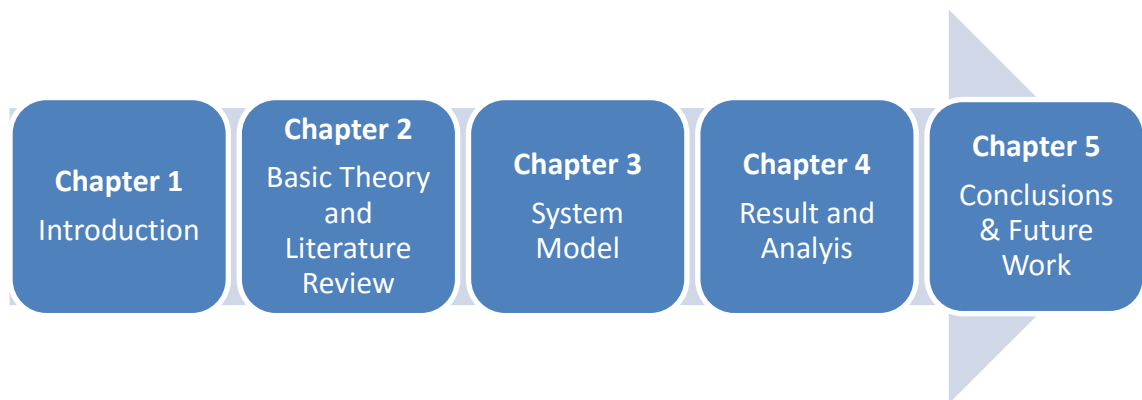 Chapter 1
Introduction
Chapter 2
Basic Theory
and
Literature
Review
Chapter 3
System
Model
Chapter 4
Result and
Analyis
Chapter 5
Conclusions
& Future
Work